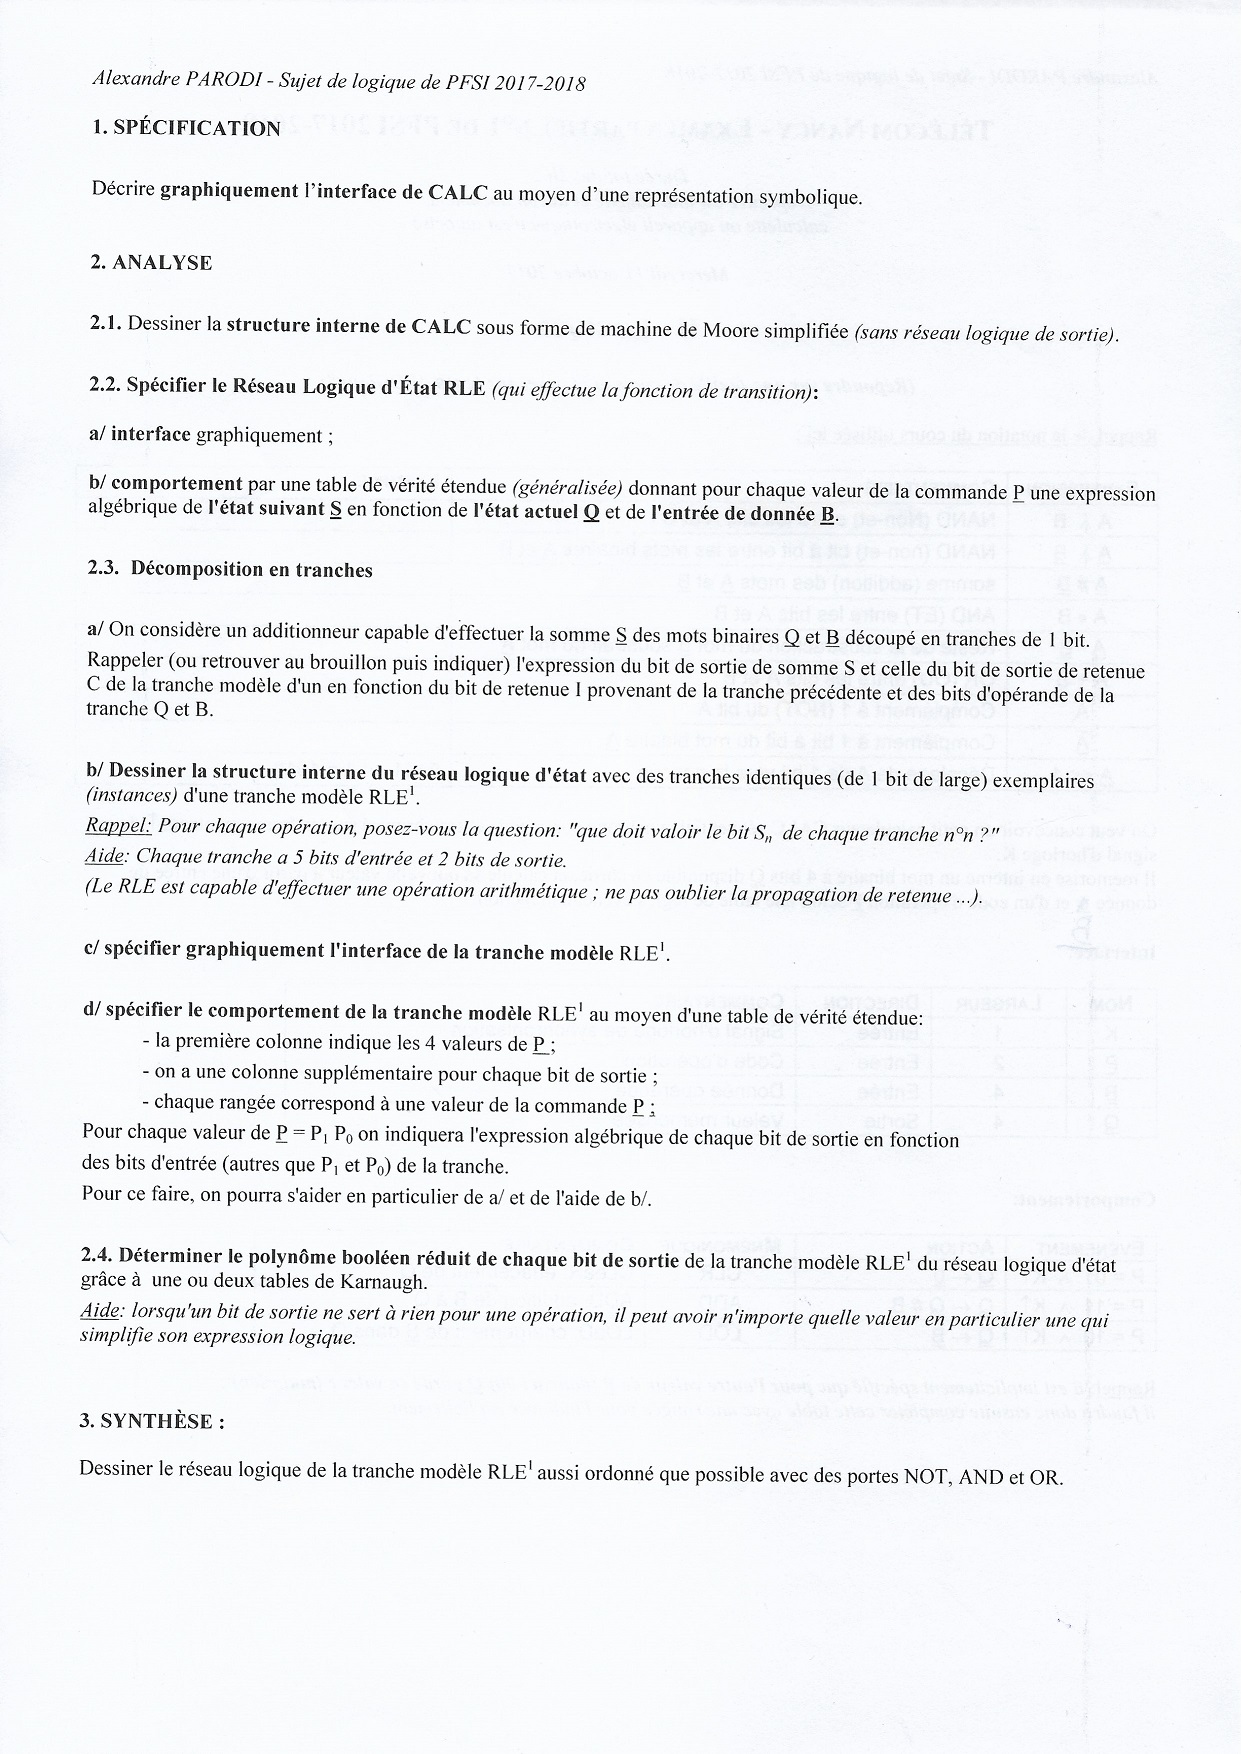 Alexandre PARODI - Sujet de logique de PFSI 2017-2018
1. SPÉCIFICATION
Décrire graphiquement l'interface de CALC au moyen d'une représentation symbolique.
2. ANALYSE
2.1. Dessiner la structure interne de CALC sous forme de machine de Moore simplifiée (sans réseau logique de sortie).
2.2. Spécifier le Réseau Logique d'État RLE (qui effectue la fonction de transition):
a/ interface graphiquement ;
b/ comportement par une table de vérité étendue (généralisée) donnant pour chaque valeur de la commande P une expression
algébrique de l'état suivant S en fonction de l'état actuel Q et de l'entrée de donnée B.
2.3. Décomposition en tranches
a/ On considère un additionneur capable d'effectuer la somme S des mots binaires Q et B découpé en tranches de 1 bit.
Rappeler (ou retrouver au brouillon puis indiquer) l'expression du bit de sortie de somme S et celle du bit de sortie de retenue
C de la tranche modèle d'un en fonction du bit de retenue I provenant de la tranche précédente et des bits d'opérande de la
tranche Q et B.
b/ Dessiner la structure interne du réseau logique d'état avec des tranches identiques (de 1 bit de large) exemplaires
(instances) d'une tranche modèle RLE¹.
Rappel: Pour chaque opération, posez-vous la question: "que doit valoir le bit Sₙ de chaque tranche n°n ?"
Aide: Chaque tranche a 5 bits d'entrée et 2 bits de sortie.
(Le RLE est capable d'effectuer une opération arithmétique ; ne pas oublier la propagation de retenue ...).
c/ spécifier graphiquement l'interface de la tranche modèle RLE¹.
d/ spécifier le comportement de la tranche modèle RLE¹ au moyen d'une table de vérité étendue:
- la première colonne indique les 4 valeurs de P ;
- on a une colonne supplémentaire pour chaque bit de sortie ;
- chaque rangée correspond à une valeur de la commande P ;
Pour chaque valeur de P = P₁ P₀ on indiquera l'expression algébrique de chaque bit de sortie en fonction
des bits d'entrée (autres que P₁ et P₀) de la tranche.
Pour ce faire, on pourra s'aider en particulier de a/ et de l'aide de b/.
2.4. Déterminer le polynôme booléen réduit de chaque bit de sortie de la tranche modèle RLE¹ du réseau logique d'état
grâce à une ou deux tables de Karnaugh.
Aide: lorsqu'un bit de sortie ne sert à rien pour une opération, il peut avoir n'importe quelle valeur en particulier une qui
simplifie son expression logique.
3. SYNTHÈSE :
Dessiner le réseau logique de la tranche modèle RLE¹ aussi ordonné que possible avec des portes NOT, AND et OR.